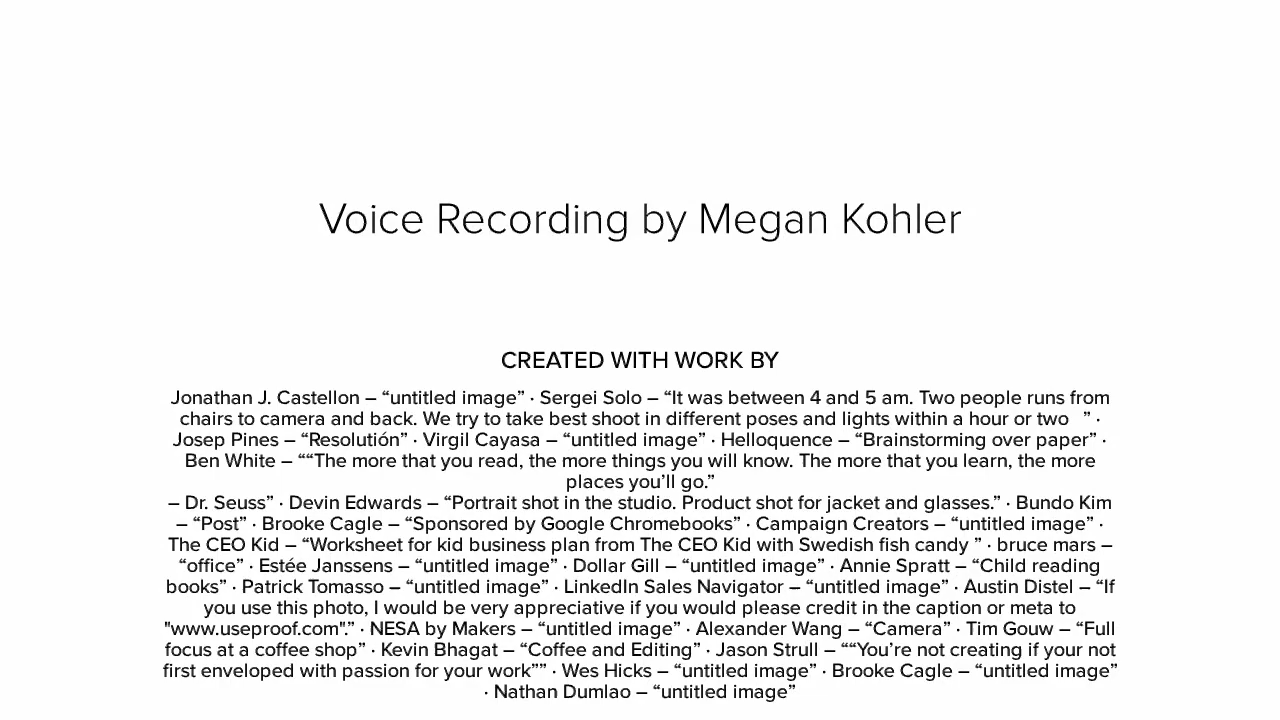 Voice Recording by Megan Kohler
CREATED WITH WORK BY
Jonathan J. Castellon – “untitled image” · Sergei Solo – “It was between 4 and 5 am. Two people runs from
chairs to camera and back. We try to take best shoot in different poses and lights within a hour or two ” ·
Josep Pines – “Resolutión” · Virgil Cayasa – “untitled image” · Helloquence – “Brainstorming over paper” ·
Ben White – ““The more that you read, the more things you will know. The more that you learn, the more
places you’ll go.”
– Dr. Seuss” · Devin Edwards – “Portrait shot in the studio. Product shot for jacket and glasses.” · Bundo Kim
– “Post” · Brooke Cagle – “Sponsored by Google Chromebooks” · Campaign Creators – “untitled image” ·
The CEO Kid – “Worksheet for kid business plan from The CEO Kid with Swedish fish candy ” · bruce mars –
“office” · Estée Janssens – “untitled image” · Dollar Gill – “untitled image” · Annie Spratt – “Child reading
books” · Patrick Tomasso – “untitled image” · LinkedIn Sales Navigator – “untitled image” · Austin Distel – “If
you use this photo, I would be very appreciative if you would please credit in the caption or meta to
"www.useproof.com".” · NESA by Makers – “untitled image” · Alexander Wang – “Camera” · Tim Gouw – “Full
focus at a coffee shop” · Kevin Bhagat – “Coffee and Editing” · Jason Strull – ““You’re not creating if your not
first enveloped with passion for your work”” · Wes Hicks – “untitled image” · Brooke Cagle – “untitled image”
· Nathan Dumlao – “untitled image”